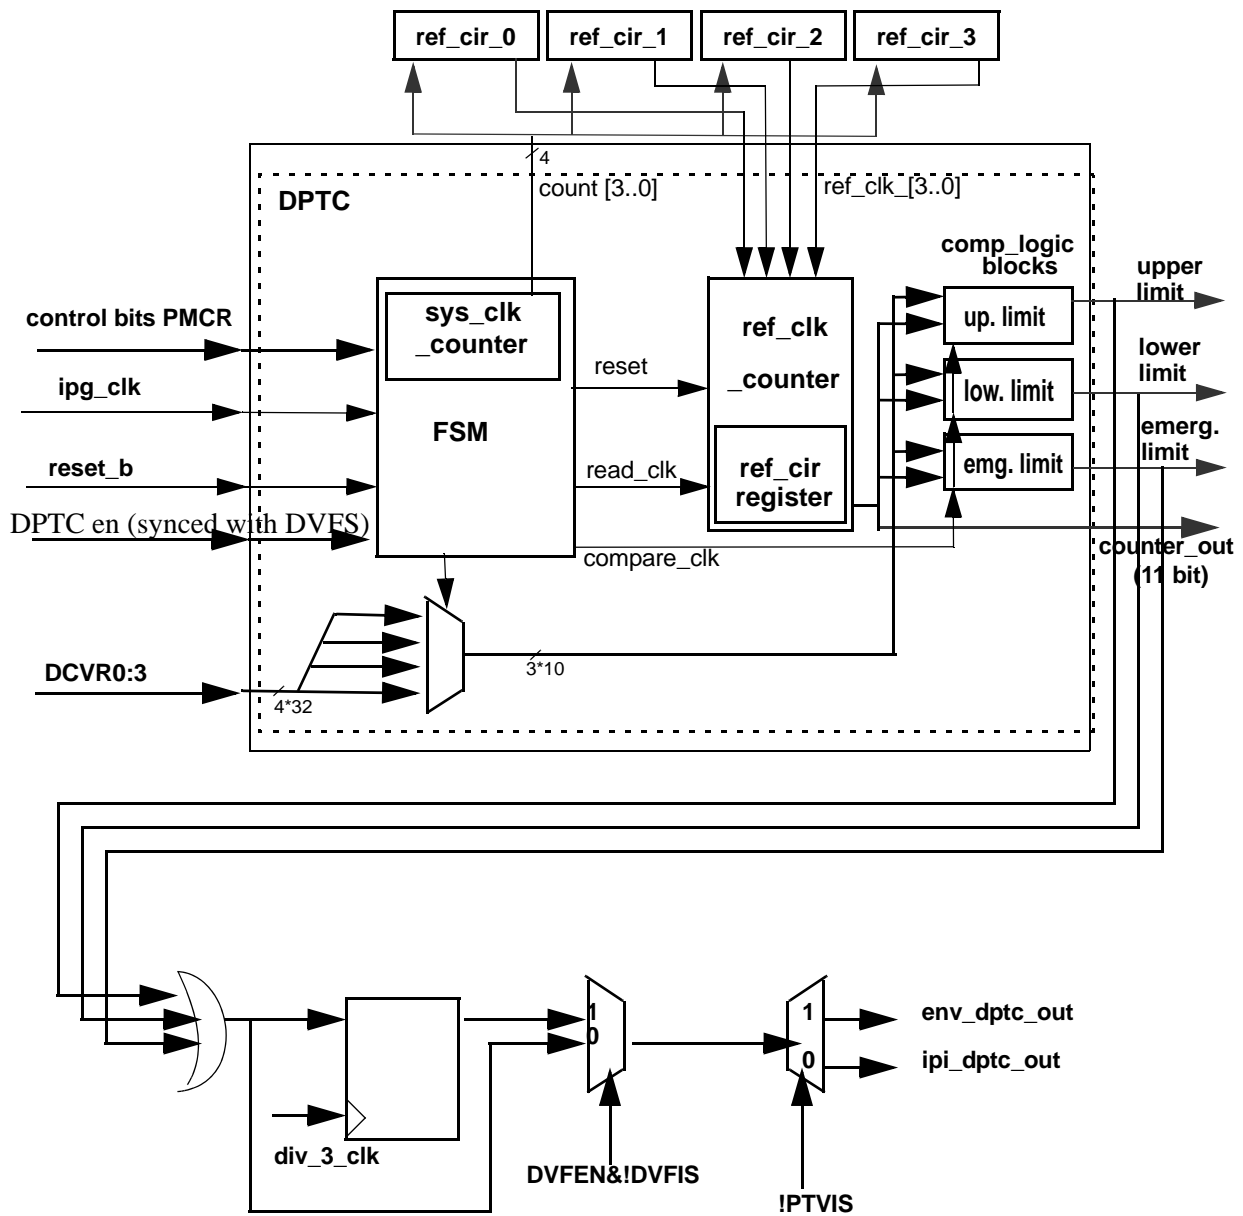 ref_cir_0
ref_cir_1
ref_cir_2
ref_cir_3
4
count [3..0]
ref_clk_[3..0]
DPTC
comp_logic
blocks
upper
limit
sys_clk
_counter
ref_clk
_counter
up. limit
control bits PMCR
lower
limit
reset
low. limit
ipg_clk
FSM
emerg.
limit
reset_b
read_clk
ref_cir
register
emg. limit
DPTC en (synced with DVFS)
compare_clk
counter_out
(11 bit)
DCVR0:3
4*32
3*10
1
0
1
0
env_dptc_out
ipi_dptc_out
div_3_clk
DVFEN&!DVFIS
!PTVIS